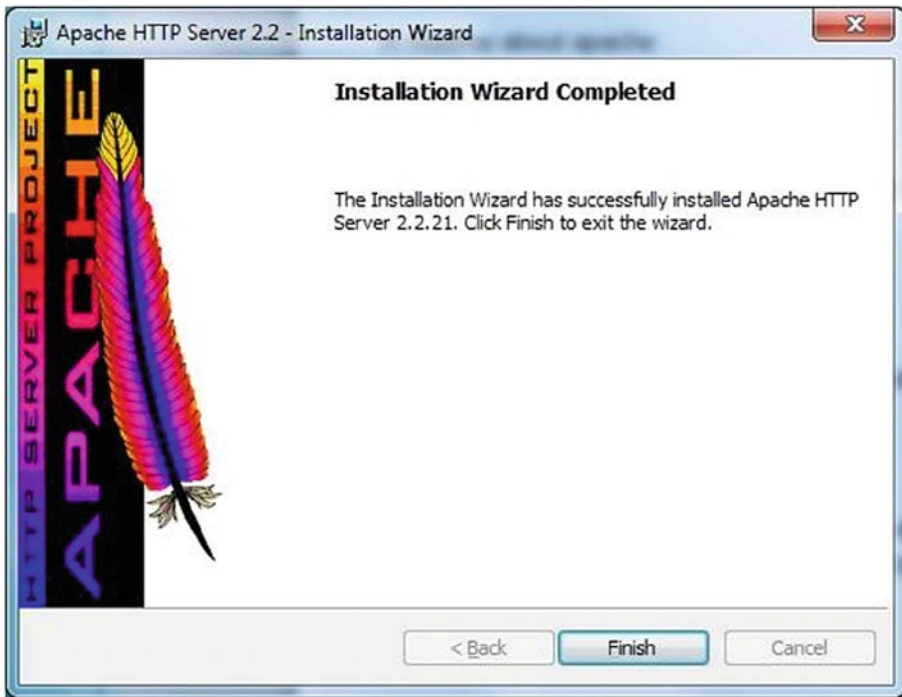 Apache HTTP Server 2.2 - Installation Wizard
HTTP SERVER PROJECT
APACHE
Installation Wizard Completed
The Installation Wizard has successfully installed Apache HTTP
Server 2.2.21. Click Finish to exit the wizard.
< Back
Finish
Cancel